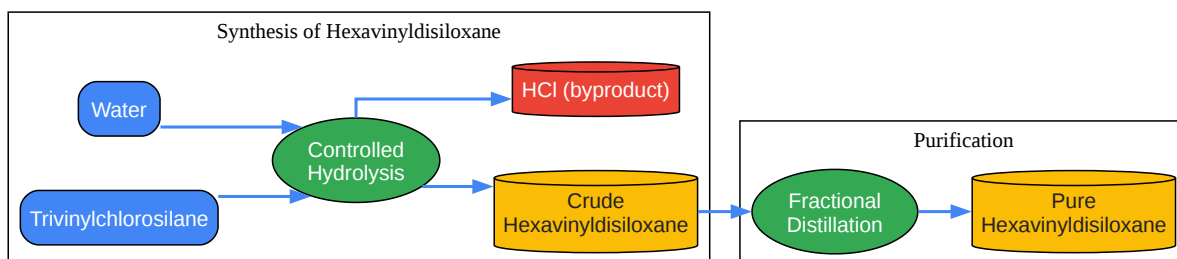 Synthesis of Hexavinyldisiloxane
Water
Trivinylchlorosilane
Controlled
Hydrolysis
HCl (byproduct)
Crude
Hexavinyldisiloxane
Purification
Fractional
Distillation
Pure
Hexavinyldisiloxane